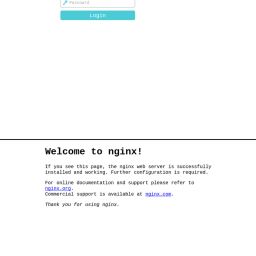 Password
Login
Welcome to nginx!
If you see this page, the nginx web server is successfully
installed and working. Further configuration is required.
For online documentation and support please refer to
nginx.org.
Commercial support is available at nginx.com.
Thank you for using nginx.